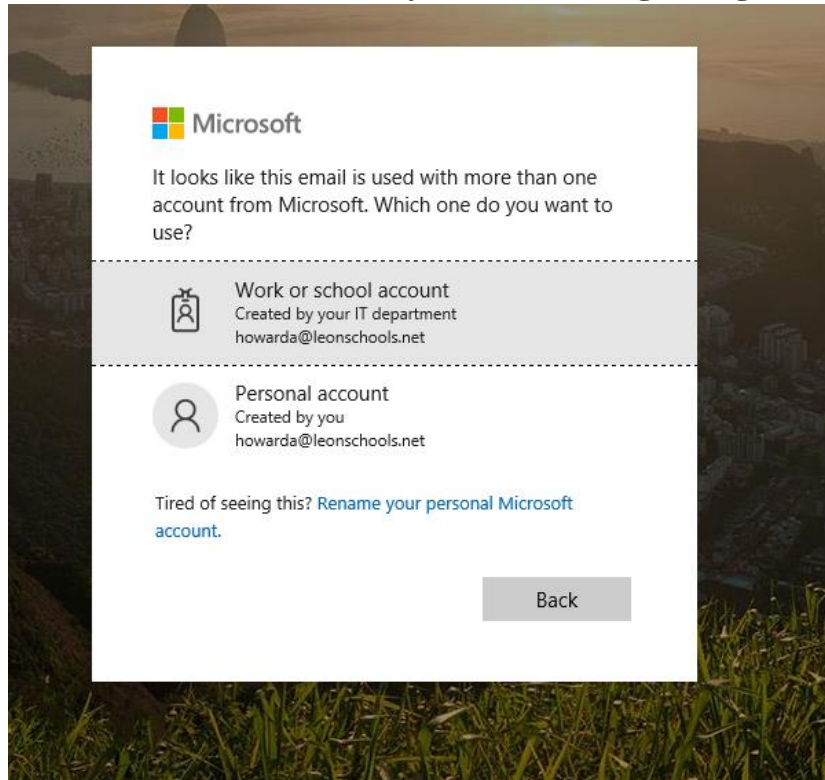 Microsoft
It looks like this email is used with more than one
account from Microsoft. Which one do you want to
use?
Work or school account
Created by your IT department
howarda@leonschools.net
Personal account
Created by you
howarda@leonschools.net
Tired of seeing this? Rename your personal Microsoft
account.
Back